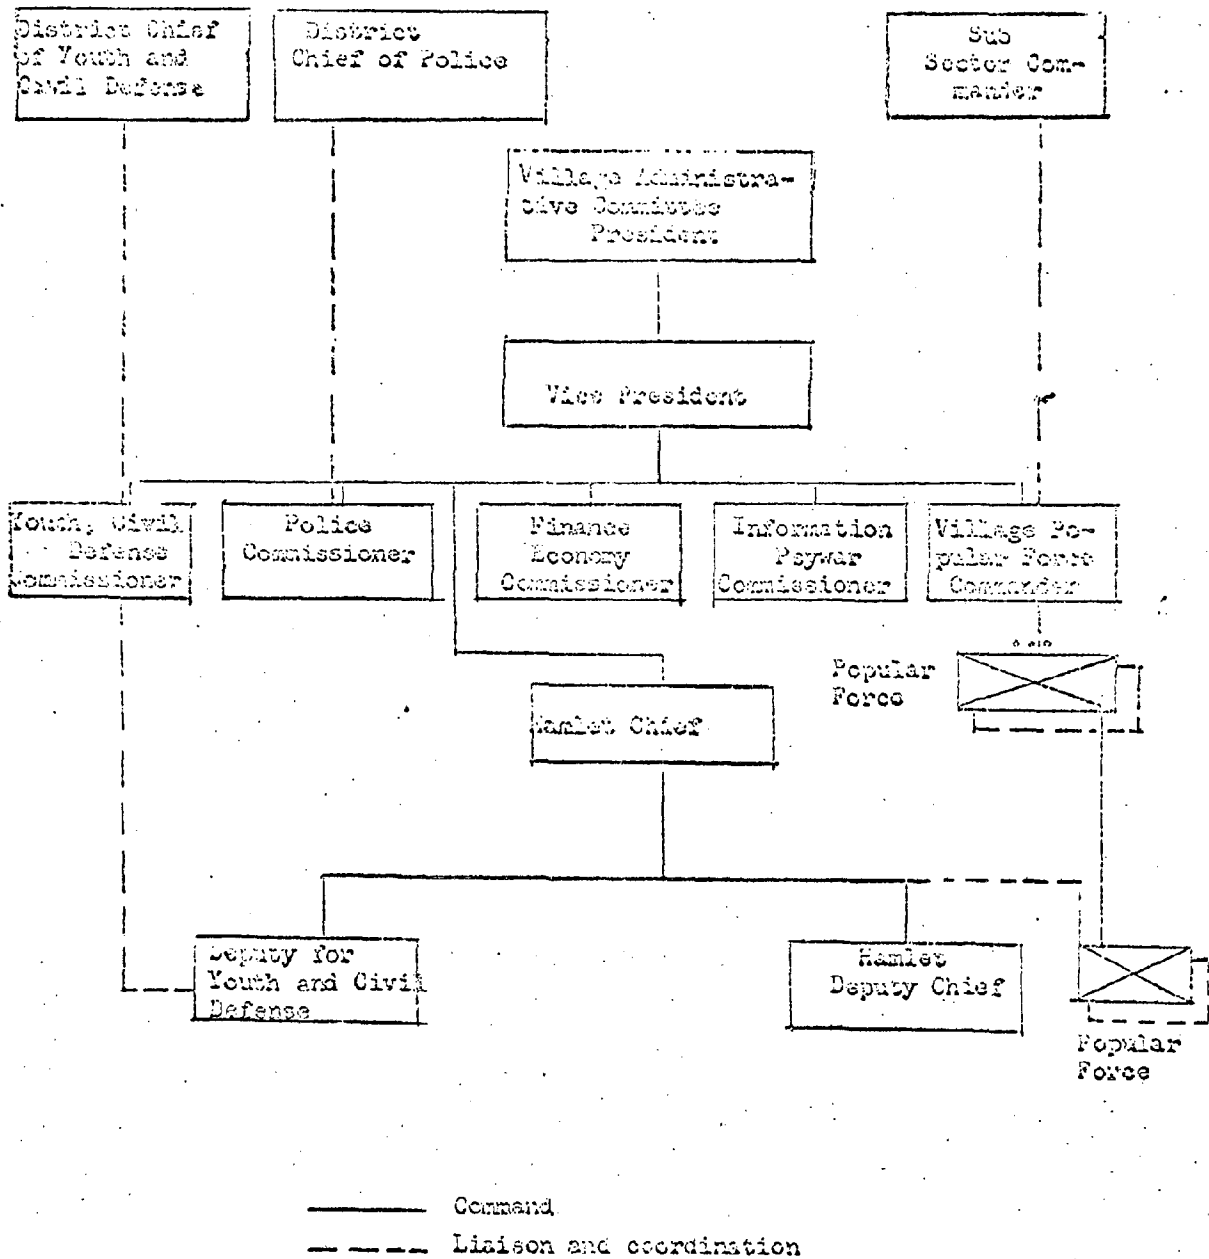 District Chief
of Youth and
Civil Defense
District
Chief of Police
Sub
Sector Com-
mander
Village Administra-
tive Committee
President
Vice President
Youth, Civil
Defense
Commissioner
Police
Commissioner
Finance
Economy
Commissioner
Information
Psywar
Commissioner
Village Po-
pular Force
Commander
Popular
Force
Hamlet Chief
Deputy for
Youth and Civil
Defense
Hamlet
Deputy Chief
Popular
Force
Command
Liaison and coordination